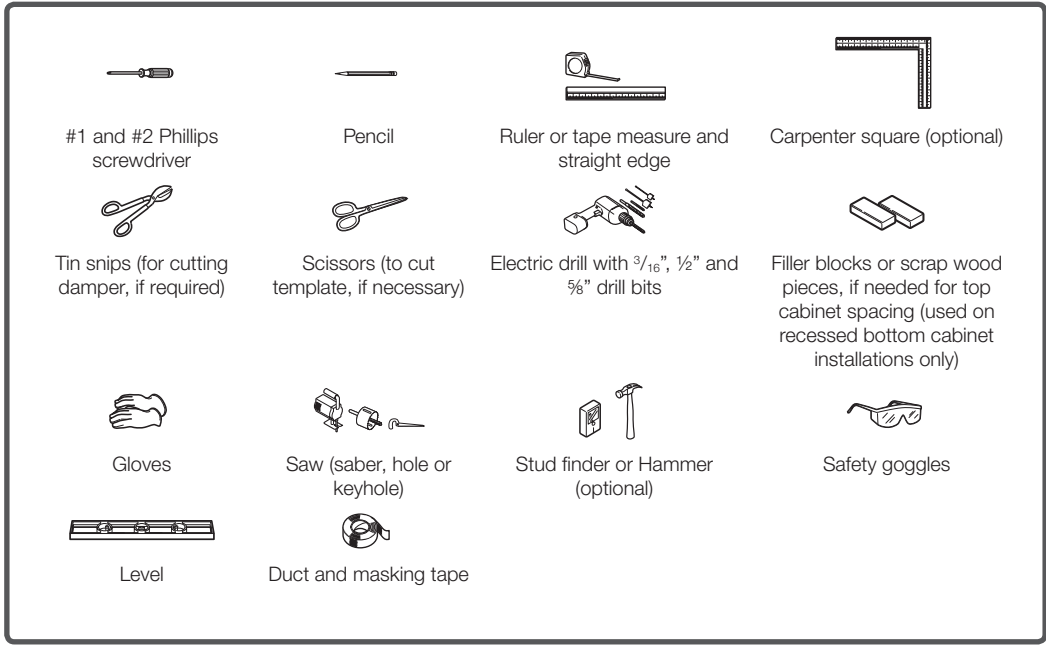 #1 and #2 Phillips
screwdriver
Pencil
Ruler or tape measure and
straight edge
Carpenter square (optional)
Tin snips (for cutting
damper, if required)
Scissors (to cut
template, if necessary)
Electric drill with 3/16”, ½” and
⅝” drill bits
Filler blocks or scrap wood
pieces, if needed for top
cabinet spacing (used on
recessed bottom cabinet
installations only)
Gloves
Saw (saber, hole or
keyhole)
Stud finder or Hammer
(optional)
Safety goggles
Level
Duct and masking tape